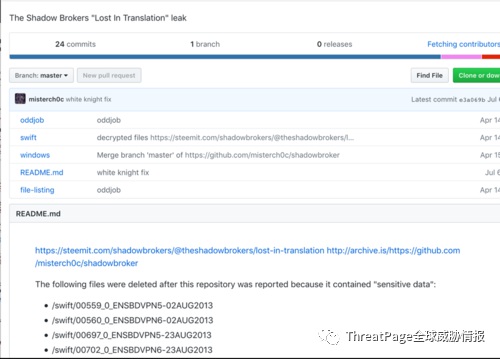 The Shadow Brokers "Lost In Translation" leak
24 commits 1 branch 0 releases Fetching contributors
Branch: master New pull request Find File Clone or dow
misterch0c white knight fix Latest commit e3a069b Jul 6
oddjob oddjob Apr 14
swift decrypted files https://steemit.com/shadowbrokers/@theshadowbrokers/l... Apr 14
windows Merge branch 'master' of https://github.com/misterch0c/shadowbroker Apr 15
README.md white knight fix Jul 6
file-listing oddjob Apr 14
README.md
https://steemit.com/shadowbrokers/@theshadowbrokers/lost-in-translation http://archive.is/https://github.com
/misterch0c/shadowbroker
The following files were deleted after this repository was reported because it contained "sensitive data":
• /swift/00559_0_ENSBDVPN5-02AUG2013
• /swift/00560_0_ENSBDVPN6-02AUG2013
• /swift/00697_0_ENSBDVPN5-23AUG2013
• /swift/00702_0_ENSBDVPN6-23AUG2013
ThreatPage全球威胁情报